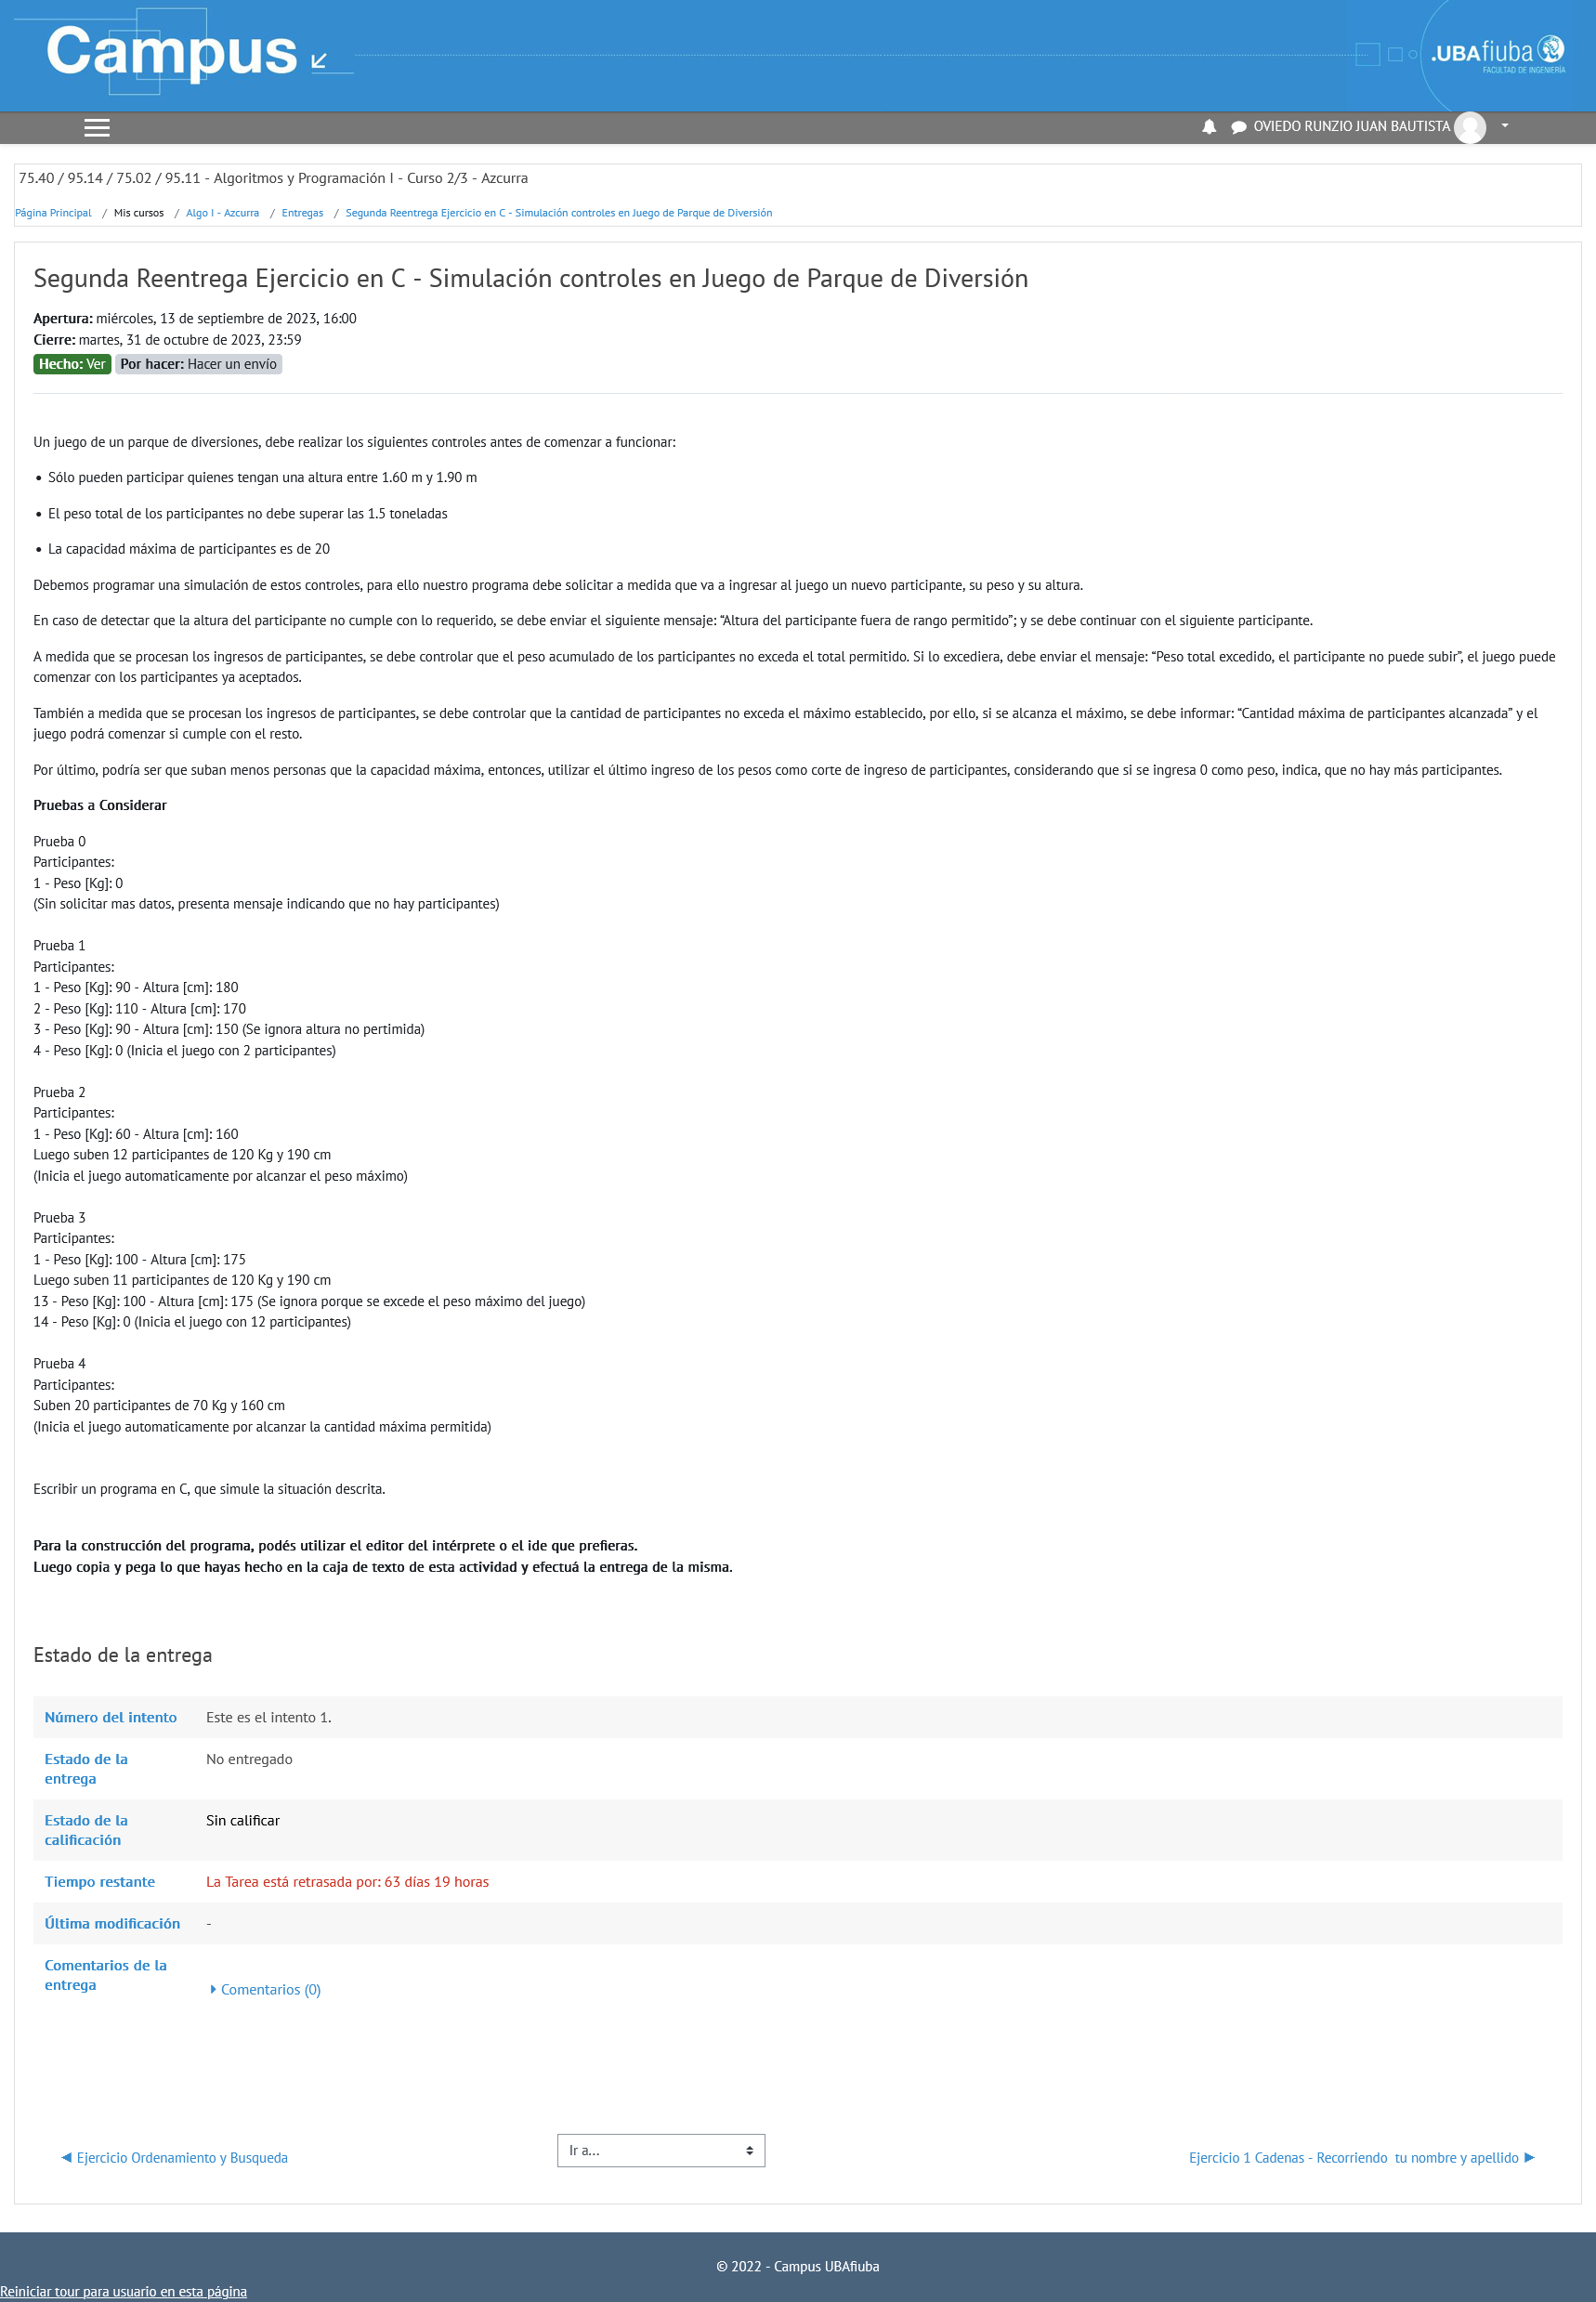 Campus
.UBAfiuba
FACULTAD DE INGENIERÍA
OVIEDO RUNZIO JUAN BAUTISTA
75.40 / 95.14 / 75.02 / 95.11 - Algoritmos y Programación I - Curso 2/3 - Azcurra
Página Principal / Mis cursos / Algo I - Azcurra / Entregas / Segunda Reentrega Ejercicio en C - Simulación controles en Juego de Parque de Diversión
Segunda Reentrega Ejercicio en C - Simulación controles en Juego de Parque de Diversión
Apertura: miércoles, 13 de septiembre de 2023, 16:00
Cierre: martes, 31 de octubre de 2023, 23:59
Hecho: Ver Por hacer: Hacer un envío
Un juego de un parque de diversiones, debe realizar los siguientes controles antes de comenzar a funcionar:
• Sólo pueden participar quienes tengan una altura entre 1.60 m y 1.90 m
• El peso total de los participantes no debe superar las 1.5 toneladas
• La capacidad máxima de participantes es de 20
Debemos programar una simulación de estos controles, para ello nuestro programa debe solicitar a medida que va a ingresar al juego un nuevo participante, su peso y su altura.
En caso de detectar que la altura del participante no cumple con lo requerido, se debe enviar el siguiente mensaje: “Altura del participante fuera de rango permitido”; y se debe continuar con el siguiente participante.
A medida que se procesan los ingresos de participantes, se debe controlar que el peso acumulado de los participantes no exceda el total permitido. Si lo excediera, debe enviar el mensaje: “Peso total excedido, el participante no puede subir”, el juego puede
comenzar con los participantes ya aceptados.
También a medida que se procesan los ingresos de participantes, se debe controlar que la cantidad de participantes no exceda el máximo establecido, por ello, si se alcanza el máximo, se debe informar: “Cantidad máxima de participantes alcanzada” y el
juego podrá comenzar si cumple con el resto.
Por último, podría ser que suban menos personas que la capacidad máxima, entonces, utilizar el último ingreso de los pesos como corte de ingreso de participantes, considerando que si se ingresa 0 como peso, indica, que no hay más participantes.
Pruebas a Considerar
Prueba 0
Participantes:
1 - Peso [Kg]: 0
(Sin solicitar mas datos, presenta mensaje indicando que no hay participantes)
Prueba 1
Participantes:
1 - Peso [Kg]: 90 - Altura [cm]: 180
2 - Peso [Kg]: 110 - Altura [cm]: 170
3 - Peso [Kg]: 90 - Altura [cm]: 150 (Se ignora altura no pertimida)
4 - Peso [Kg]: 0 (Inicia el juego con 2 participantes)
Prueba 2
Participantes:
1 - Peso [Kg]: 60 - Altura [cm]: 160
Luego suben 12 participantes de 120 Kg y 190 cm
(Inicia el juego automaticamente por alcanzar el peso máximo)
Prueba 3
Participantes:
1 - Peso [Kg]: 100 - Altura [cm]: 175
Luego suben 11 participantes de 120 Kg y 190 cm
13 - Peso [Kg]: 100 - Altura [cm]: 175 (Se ignora porque se excede el peso máximo del juego)
14 - Peso [Kg]: 0 (Inicia el juego con 12 participantes)
Prueba 4
Participantes:
Suben 20 participantes de 70 Kg y 160 cm
(Inicia el juego automaticamente por alcanzar la cantidad máxima permitida)
Escribir un programa en C, que simule la situación descrita.
Para la construcción del programa, podés utilizar el editor del intérprete o el ide que prefieras.
Luego copia y pega lo que hayas hecho en la caja de texto de esta actividad y efectuá la entrega de la misma.
Estado de la entrega
Número del intento Este es el intento 1.
Estado de la No entregado
entrega
Estado de la Sin calificar
calificación
Tiempo restante La Tarea está retrasada por: 63 días 19 horas
Última modificación -
Comentarios de la
entrega Comentarios (0)
◀ Ejercicio Ordenamiento y Busqueda
Ir a...
Ejercicio 1 Cadenas - Recorriendo tu nombre y apellido ▶
© 2022 - Campus UBAfiuba
Reiniciar tour para usuario en esta página